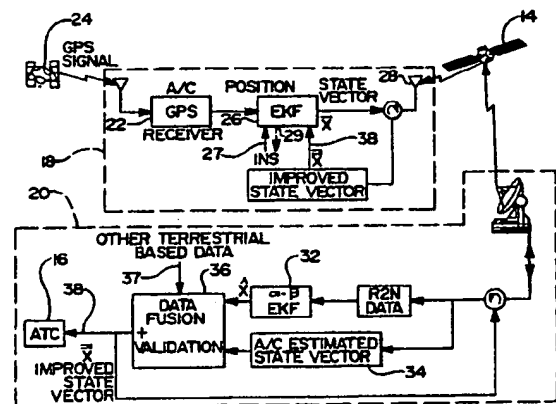 24
GPS
SIGNAL
14
A/C
POSITION
STATE
VECTOR
28
GPS
EKF
X̄
22
RECEIVER
26
27
29
INS
X̿
38
18
IMPROVED
STATE VECTOR
20
OTHER TERRESTRIAL
BASED DATA
37
36
32
16
38
ATC
DATA
FUSION
+
VALIDATION
X̂
α-β
EKF
R2N
DATA
X̿
IMPROVED
STATE
VECTOR
A/C ESTIMATED
STATE VECTOR
34